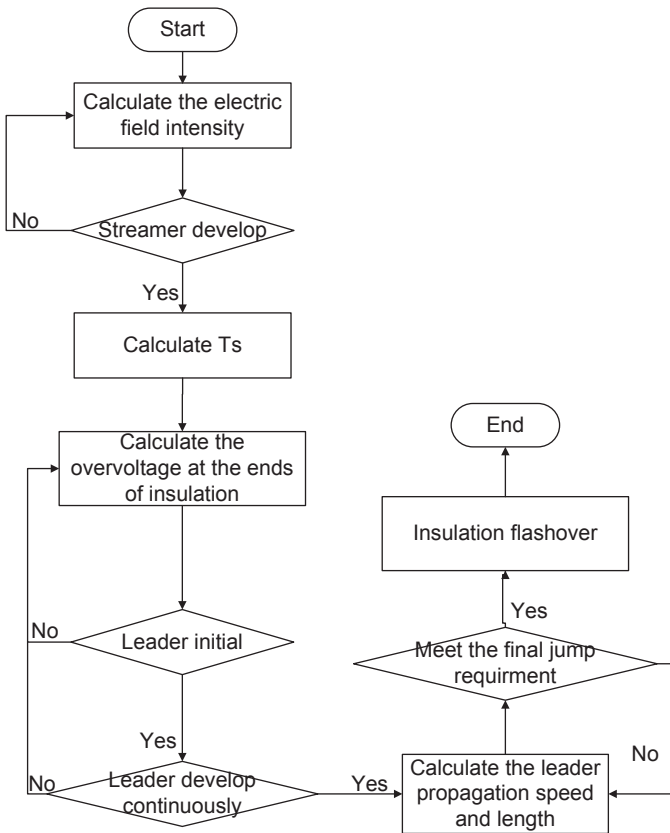 Start
Calculate the electric
field intensity
No
Streamer develop
Yes
Calculate Ts
Calculate the
overvoltage at the ends
of insulation
No
Leader initial
Yes
No
Leader develop
continuously
Yes
Calculate the leader
propagation speed
and length
No
Meet the final jump
requirment
Yes
Insulation flashover
End